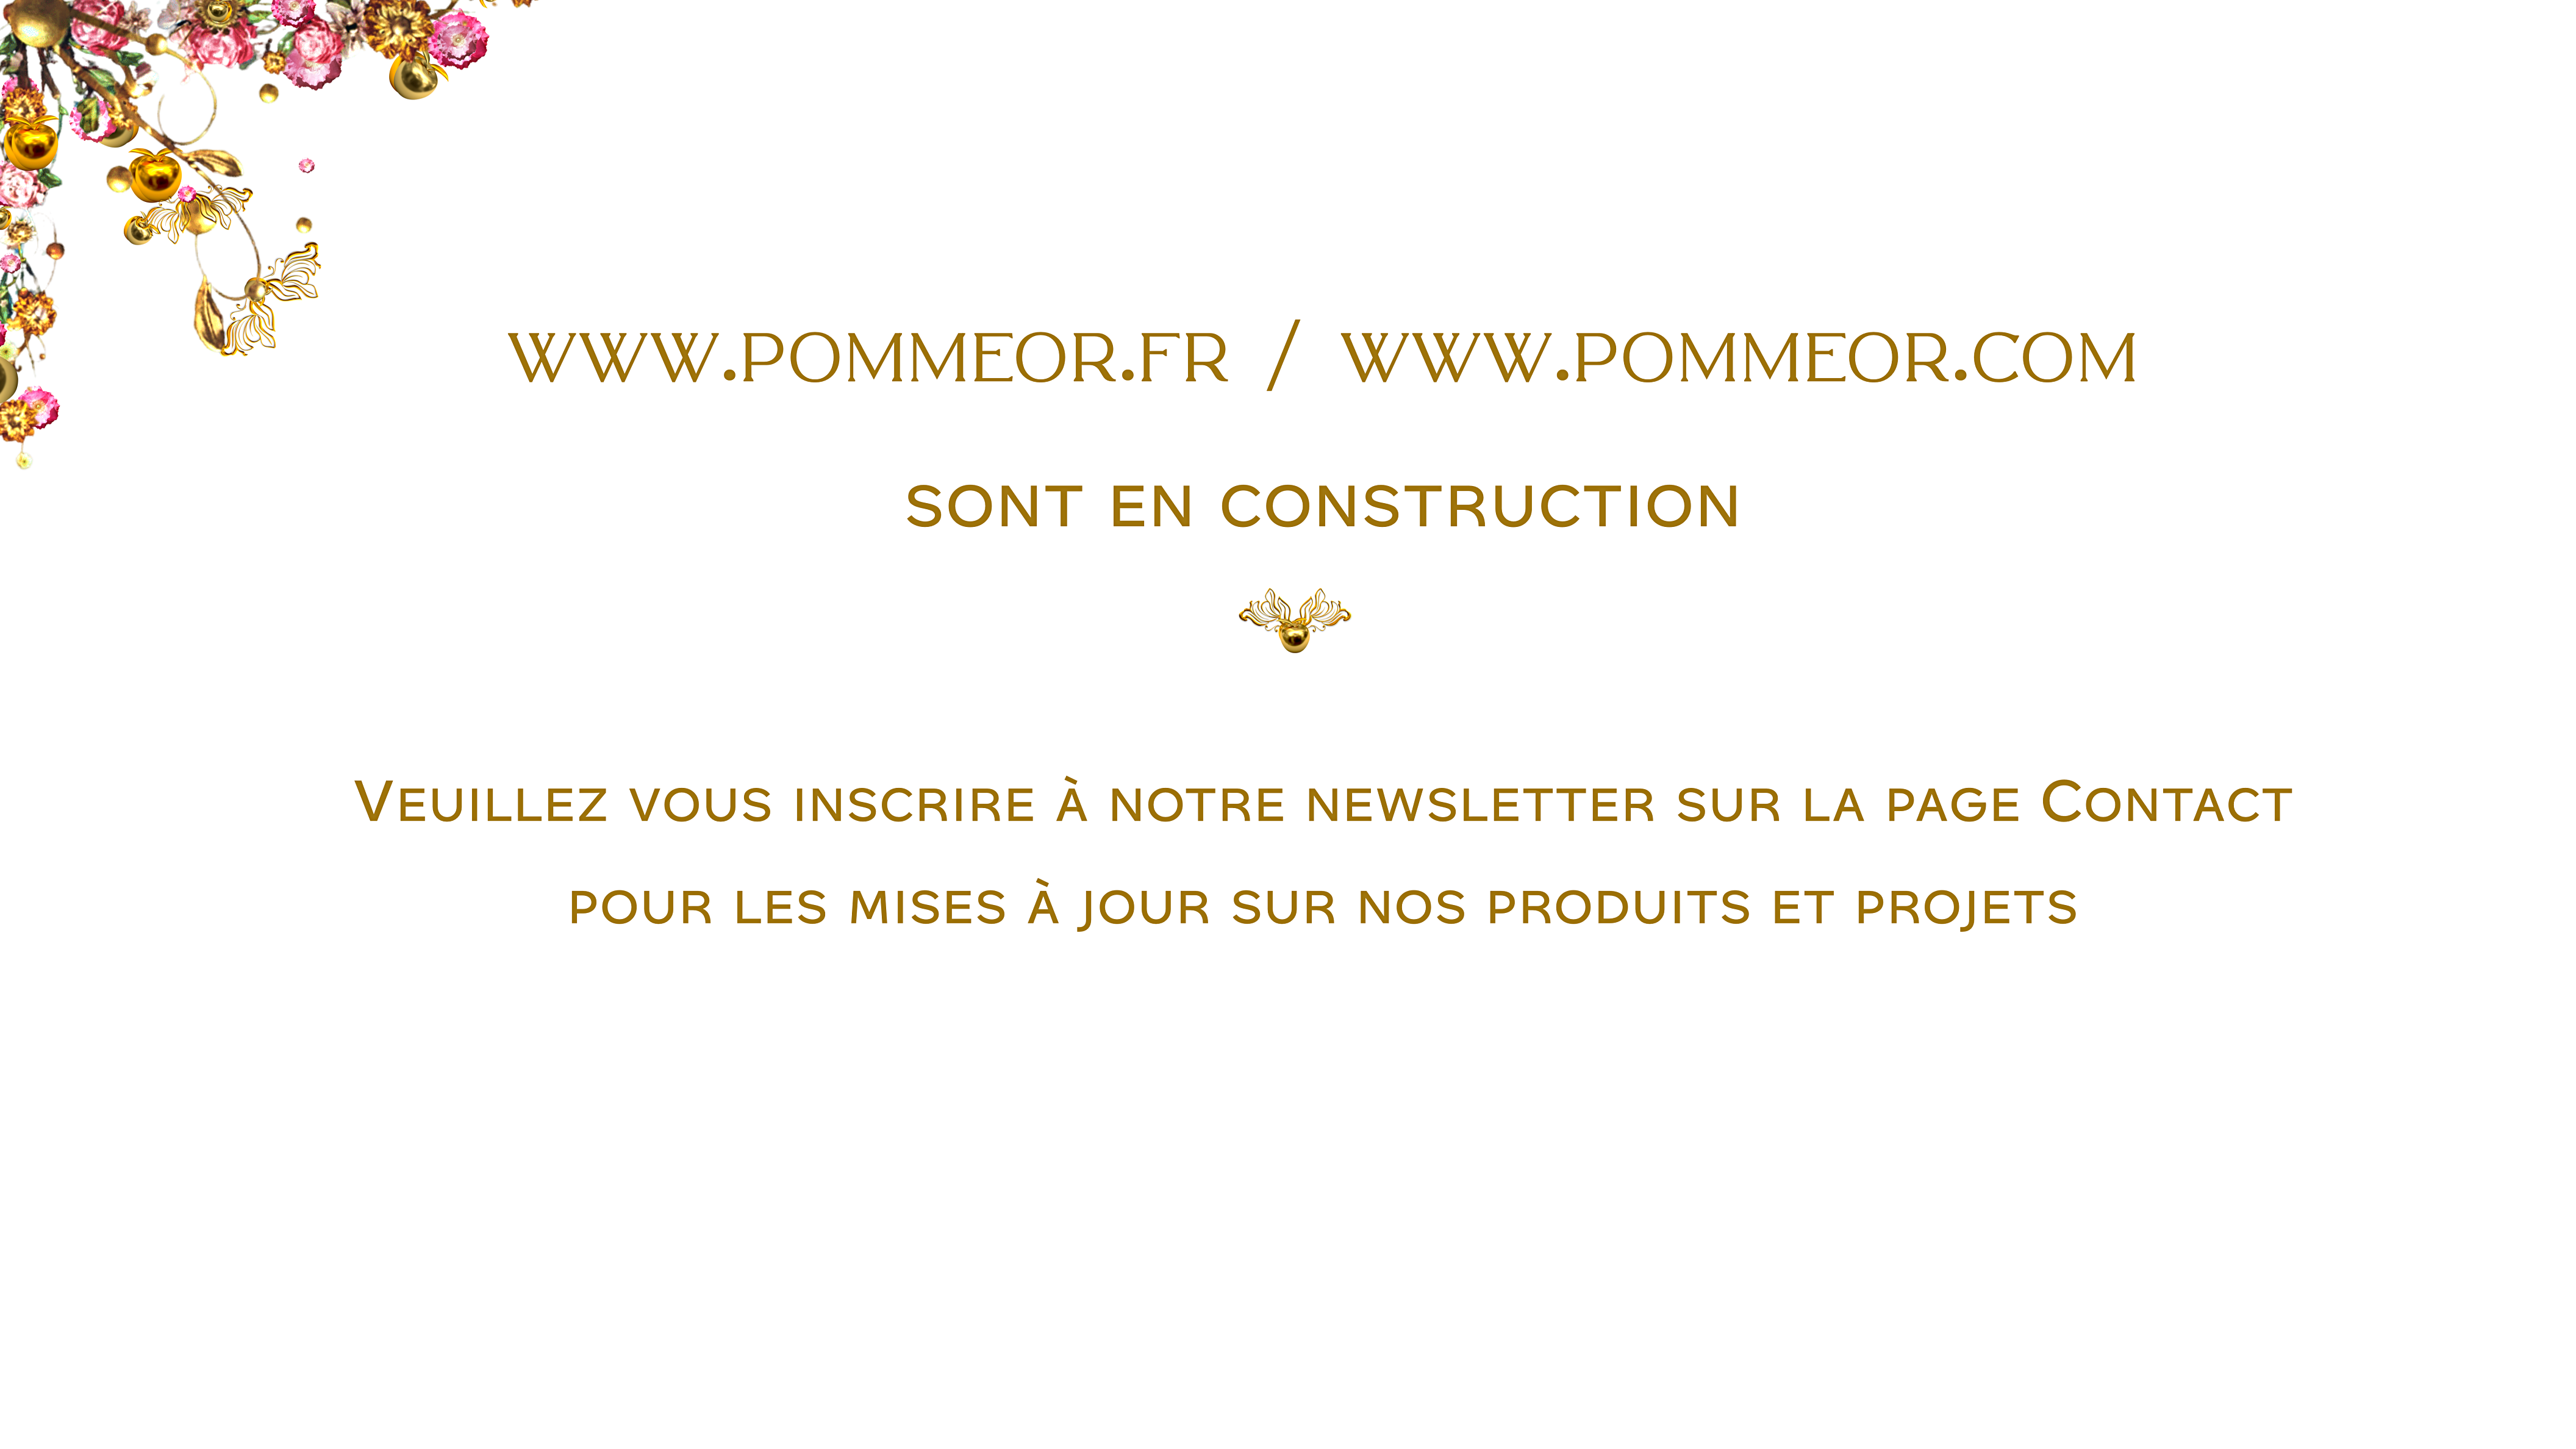 WWW.POMMEOR.FR / WWW.POMMEOR.COM
SONT EN CONSTRUCTION
VEUILLEZ VOUS INSCRIRE À NOTRE NEWSLETTER SUR LA PAGE CONTACT
POUR LES MISES À JOUR SUR NOS PRODUITS ET PROJETS